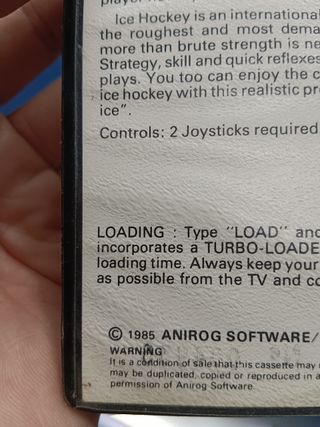 Ice Hockey is an international
the roughest and most dema
more than brute strength is ne
Strategy, skill and quick reflexes
plays. You too can enjoy the c
ice hockey with this realistic pr
ice".
Controls: 2 Joysticks required
LOADING : Type "LOAD" and
incorporates a TURBO-LOADE
loading time. Always keep your
as possible from the TV and co
© 1985 ANIROG SOFTWARE/
WARNING
It is a condition of sale that this cassette may
may be duplicated, copied or reproduced in a
permission of Anirog Software.